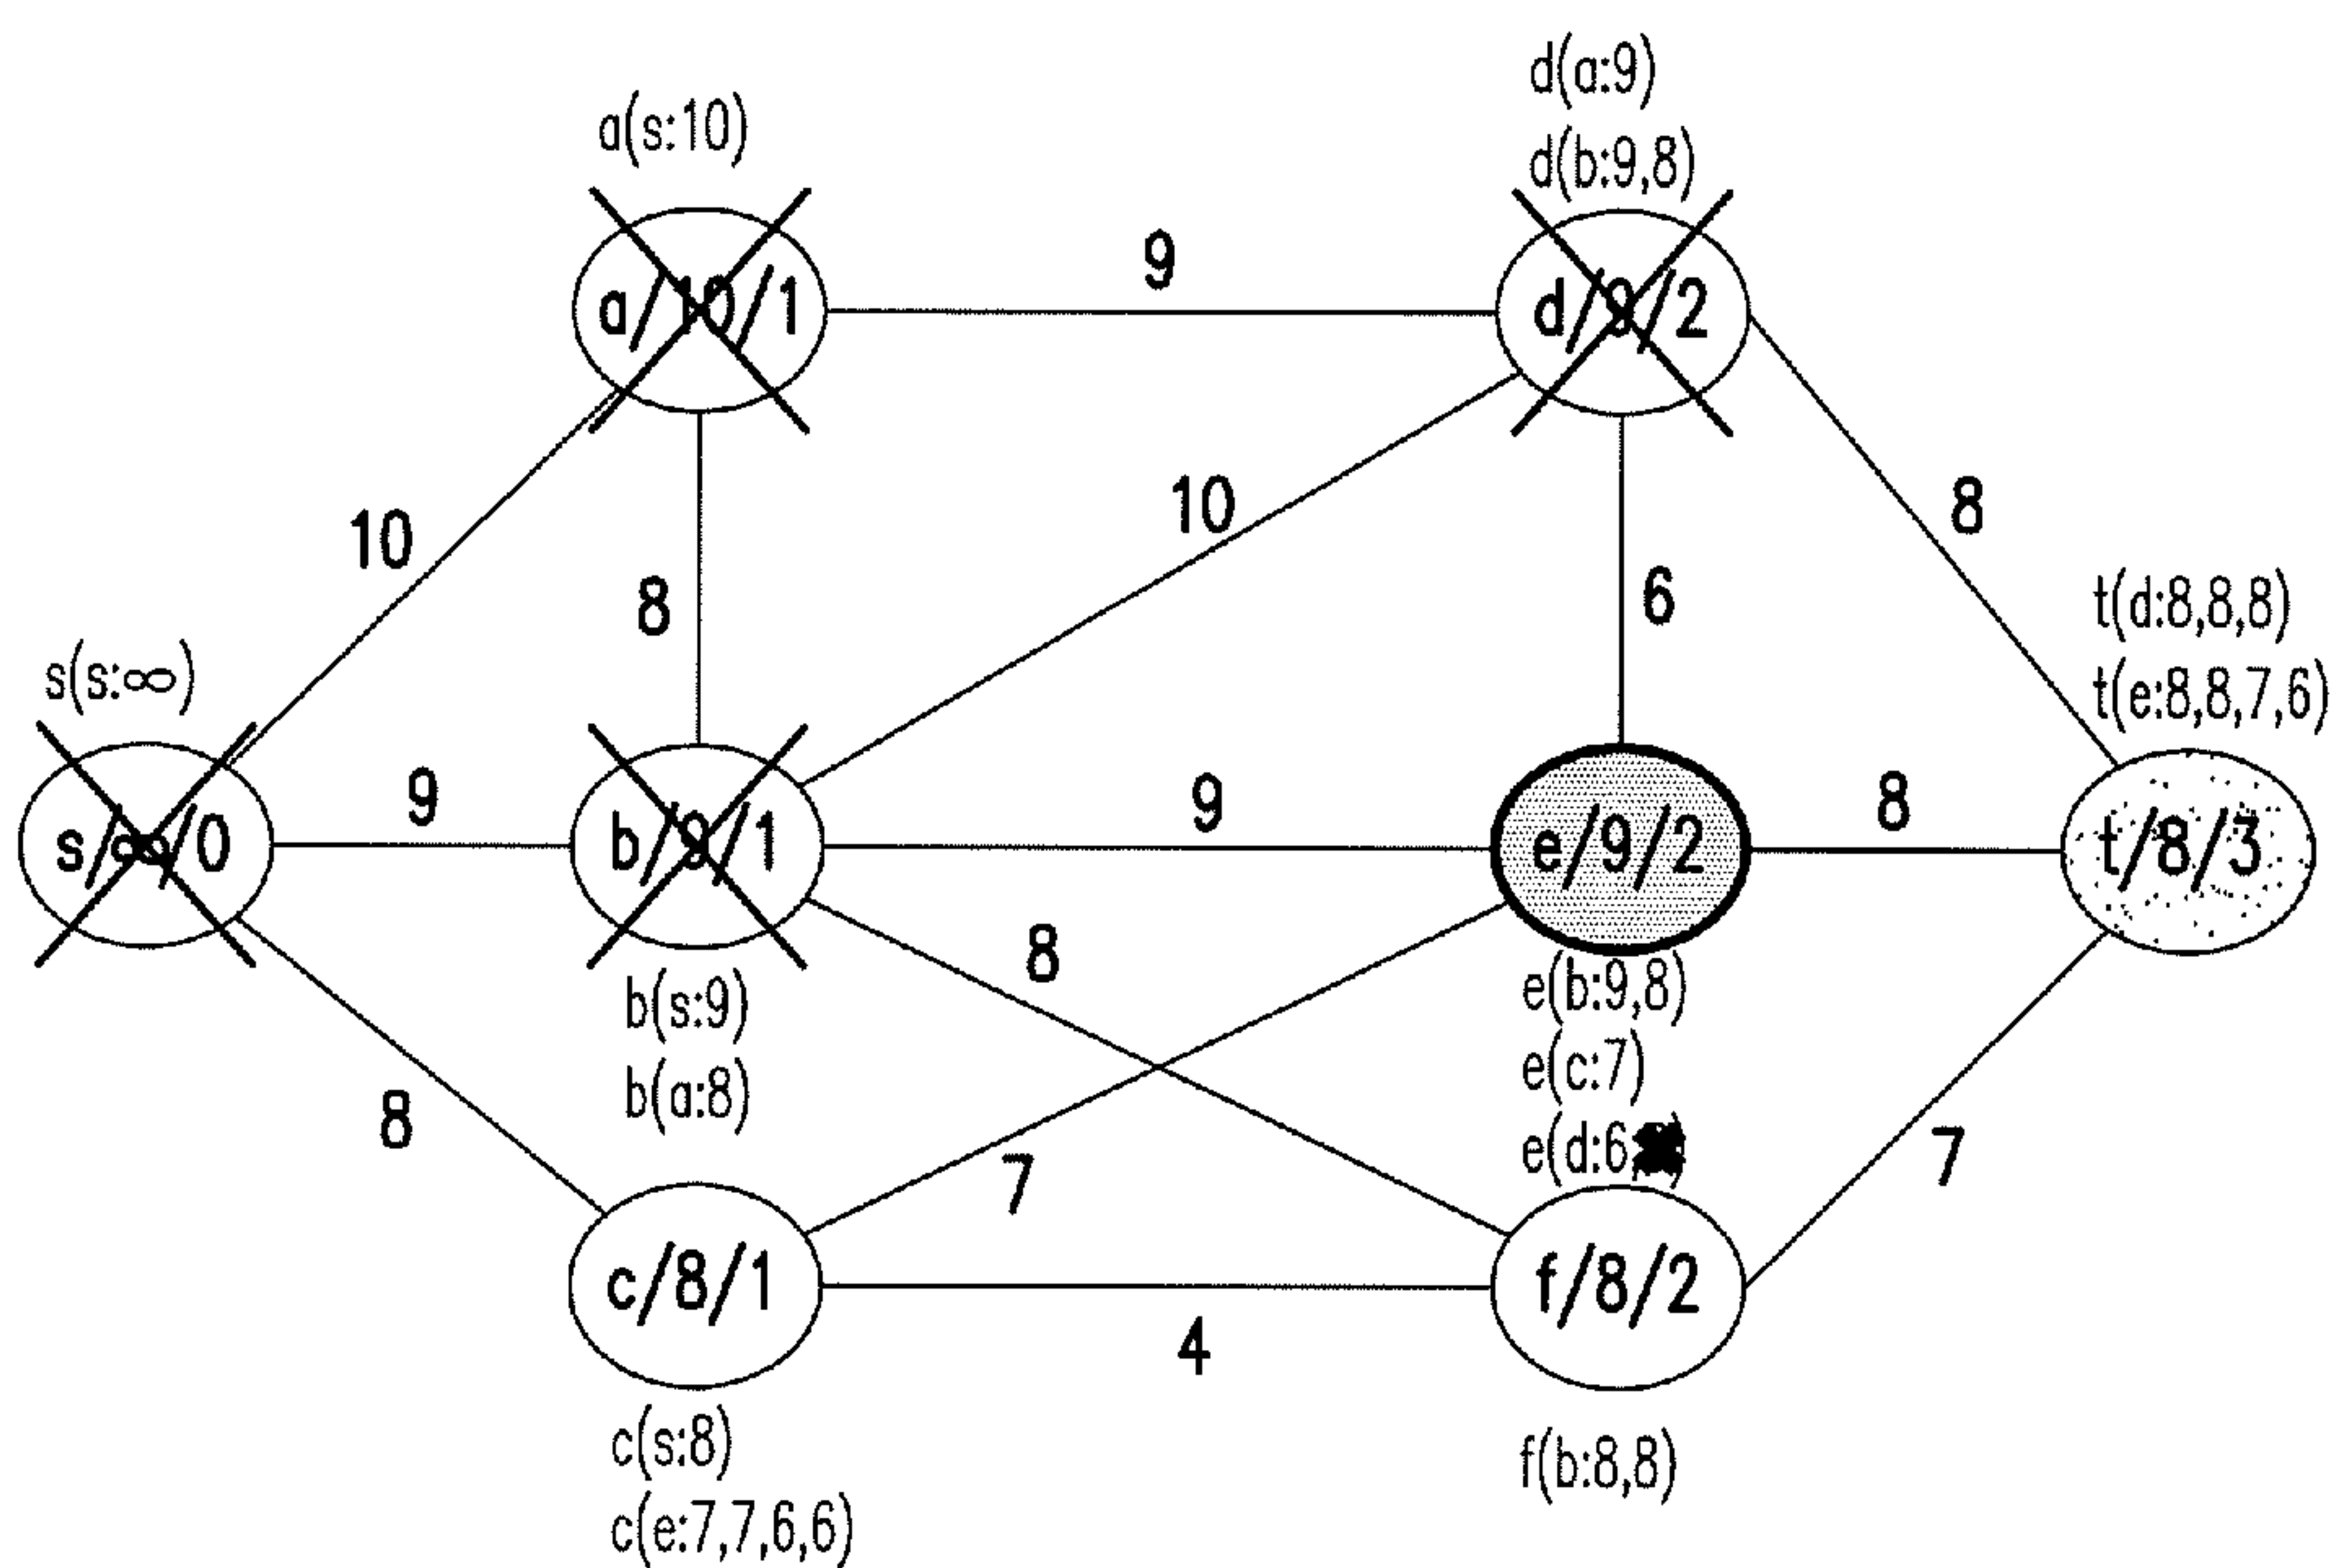 d(a:9)
a(s:10)
d(b:9,8)
9
a/10/1
d/9/2
10
8
10
8
6
t(d:8,8,8)
s(s:∞)
t(e:8,8,7,6)
9
9
8
s/∞/0
b/9/1
e/9/2
t/8/3
8
b(s:9)
e(b:9,8)
e(c:7)
b(a:8)
8
e(d:6
7
7
c/8/1
f/8/2
4
c(s:8)
f(b:8,8)
c(e:7,7,6,6)